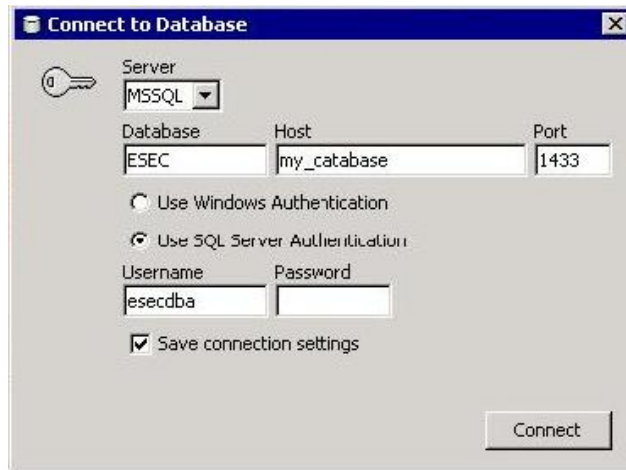 Connect to Database
Server
MSSQL
Database Host Port
ESEC my_catabase 1433
Use Windows Authentication
Use SQL Server Authentication
Username Password
esecdba
Save connection settings
Connect